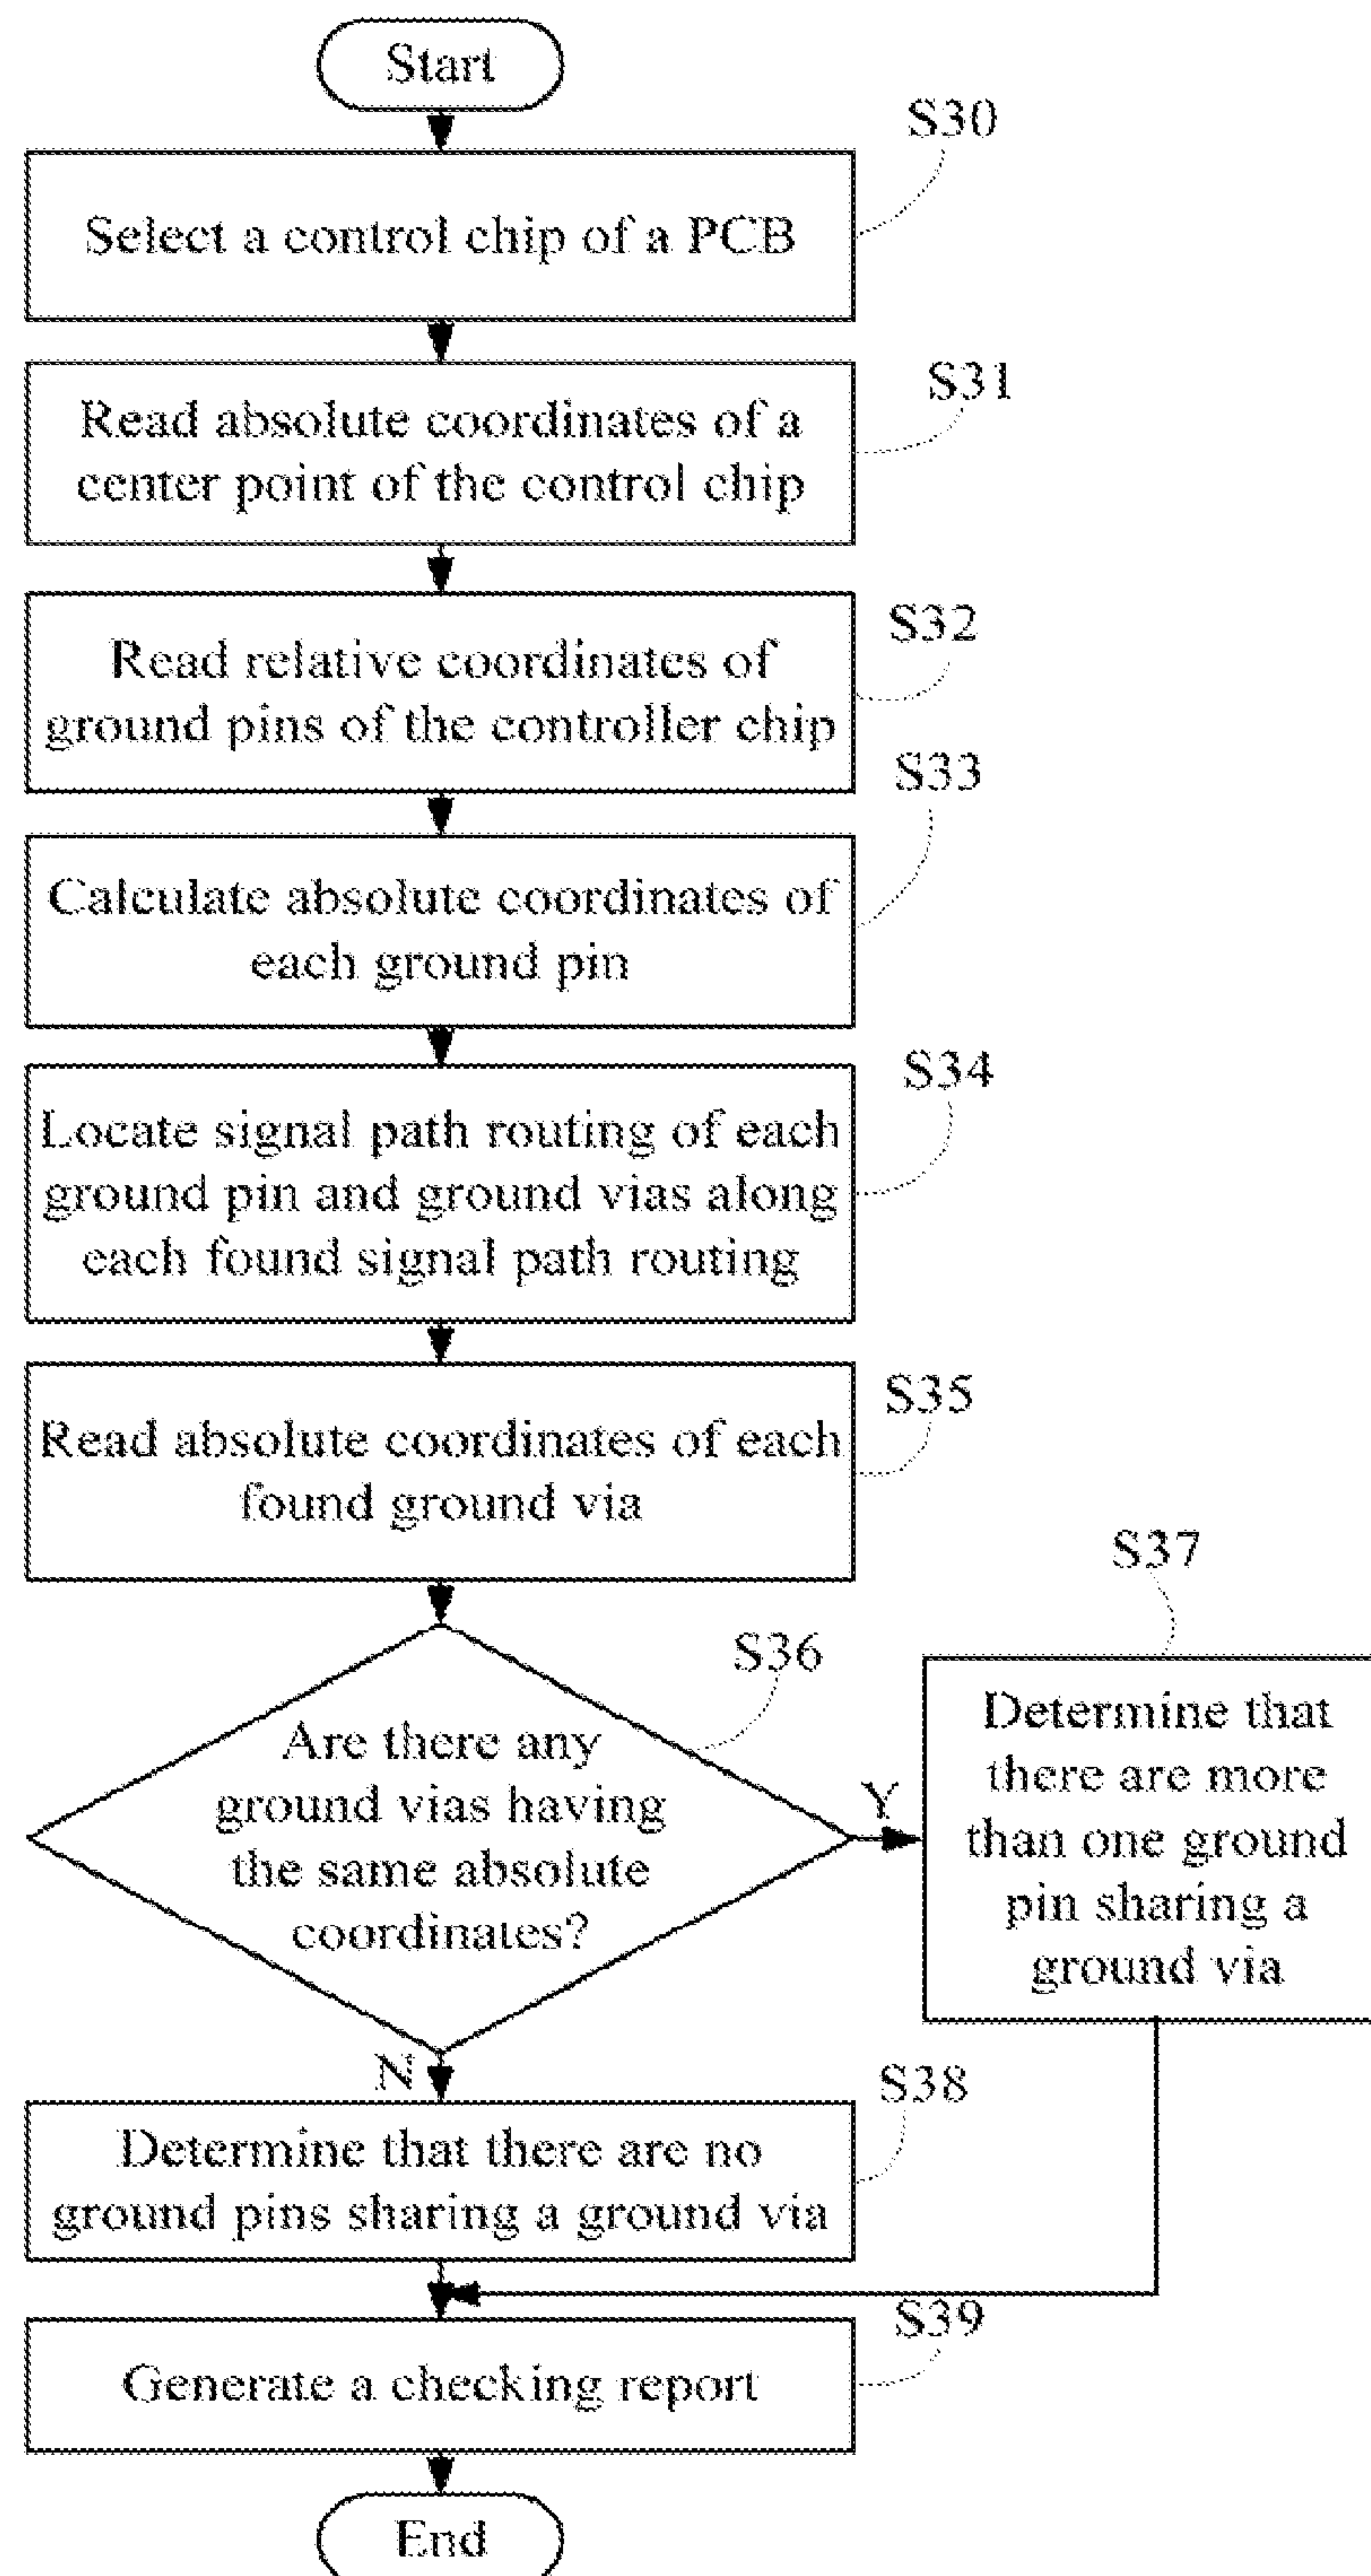 Start
S30
Select a control chip of a PCB
S31
Read absolute coordinates of a
center point of the control chip
S32
Read relative coordinates of
ground pins of the controller chip
S33
Calculate absolute coordinates of
each ground pin
S34
Locate signal path routing of each
ground pin and ground vias along
each found signal path routing
S35
Read absolute coordinates of each
found ground via
S36
Are there any
ground vias having
the same absolute
coordinates?
Y
S37
Determine that
there are more
than one ground
pin sharing a
ground via
N
S38
Determine that there are no
ground pins sharing a ground via
S39
Generate a checking report
End